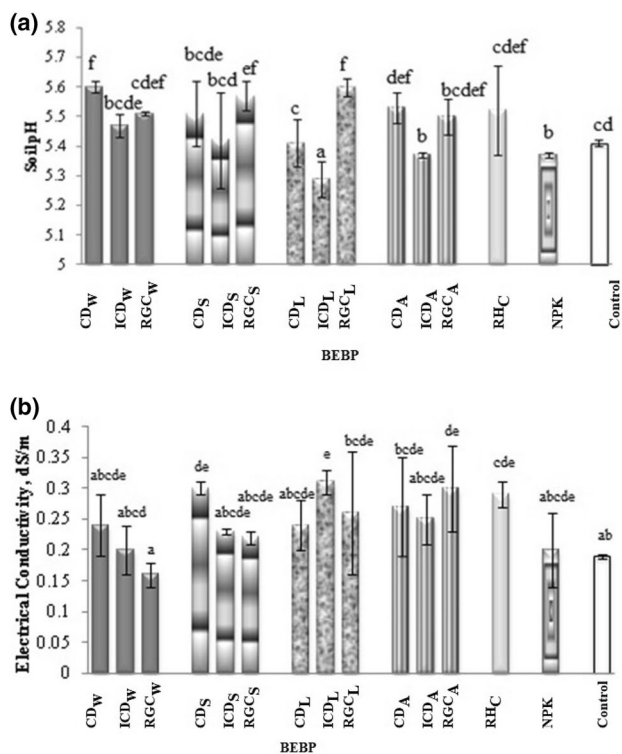 (a)
Soil pH
5.8
5.7
5.6
5.5
5.4
5.3
5.2
5.1
5
f
bcde
cdef
bcde
bcd
ef
c
a
f
def
b
bcdef
cdef
b
cd
CDW
ICDW
RGCW
CDS
ICDS
RGCS
CDL
ICDL
RGCL
CDA
ICDA
RGCA
RHC
NPK
Control
BEBP
(b)
Electrical Conductivity, dS/m
0.4
0.35
0.3
0.25
0.2
0.15
0.1
0.05
0
abcde
abcd
a
de
abcde
abcde
abcde
e
bcde
bcde
abcde
de
cde
abcde
ab
CDW
ICDW
RGCW
CDS
ICDS
RGCS
CDL
ICDL
RGCL
CDA
ICDA
RGCA
RHC
NPK
Control
BEBP